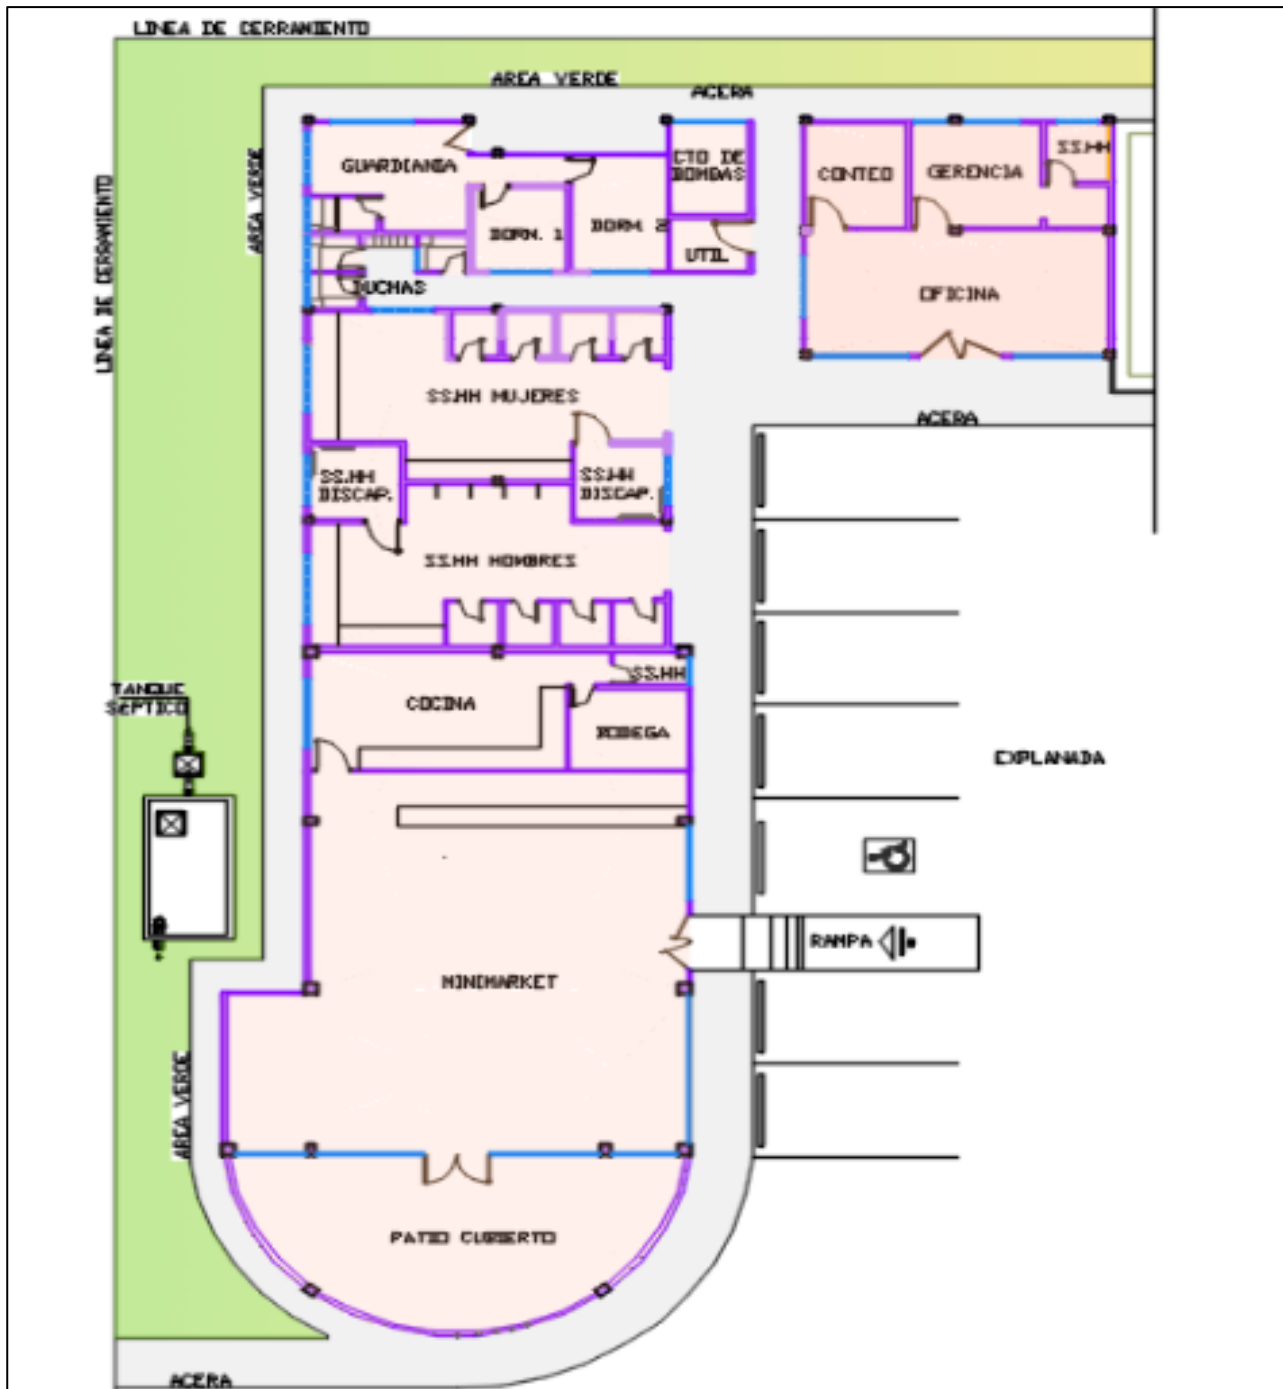 LINEA DE CERRAMIENTO
AREA VERDE
ACERA
AREA VERDE
LINEA DE CERRAMIENTO
GUARDIANIA
CTO DE
BOMBAS
CONTEO
GERENCIA
SS.HH
DORM. 1
DORM. 2
UTIL
DUCHAS
OFICINA
SS.HH MUJERES
ACERA
SS.HH
DISCAP.
SS.HH
DISCAP.
SS.HH HOMBRES
SS.HH
TANQUE
SEPTICO
COCINA
BODEGA
EXPLANADA
RAMPA
MINIMARKET
AREA VERDE
PATIO CUBIERTO
ACERA